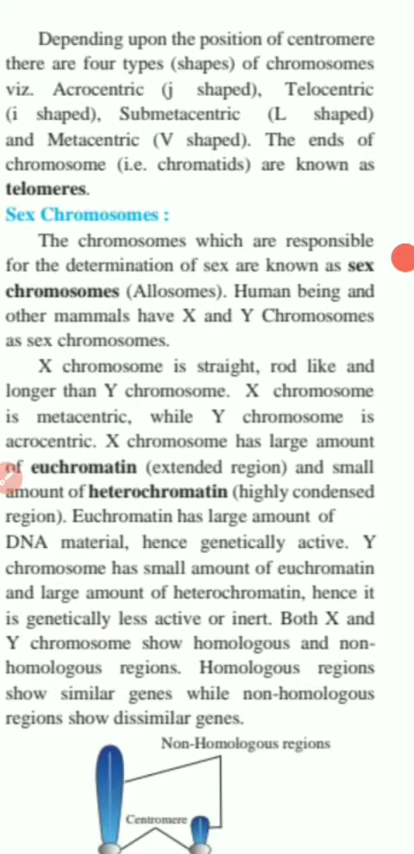 Depending upon the position of centromere
there are four types (shapes) of chromosomes
viz. Acrocentric (j shaped), Telocentric
(i shaped), Submetacentric (L shaped)
and Metacentric (V shaped). The ends of
chromosome (i.e. chromatids) are known as
telomeres.
Sex Chromosomes :
The chromosomes which are responsible
for the determination of sex are known as sex
chromosomes (Allosomes). Human being and
other mammals have X and Y Chromosomes
as sex chromosomes.
X chromosome is straight, rod like and
longer than Y chromosome. X chromosome
is metacentric, while Y chromosome is
acrocentric. X chromosome has large amount
of euchromatin (extended region) and small
amount of heterochromatin (highly condensed
region). Euchromatin has large amount of
DNA material, hence genetically active. Y
chromosome has small amount of euchromatin
and large amount of heterochromatin, hence it
is genetically less active or inert. Both X and
Y chromosome show homologous and non-
homologous regions. Homologous regions
show similar genes while non-homologous
regions show dissimilar genes.
Non-Homologous regions
Centromere